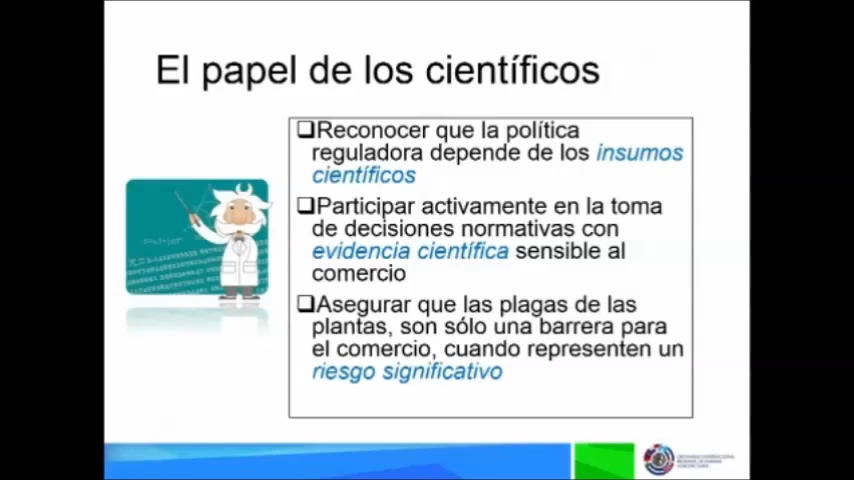 El papel de los científicos
❑Reconocer que la política
reguladora depende de los insumos
científicos
❑Participar activamente en la toma
de decisiones normativas con
evidencia científica sensible al
comercio
❑Asegurar que las plagas de las
plantas, son sólo una barrera para
el comercio, cuando representen un
riesgo significativo